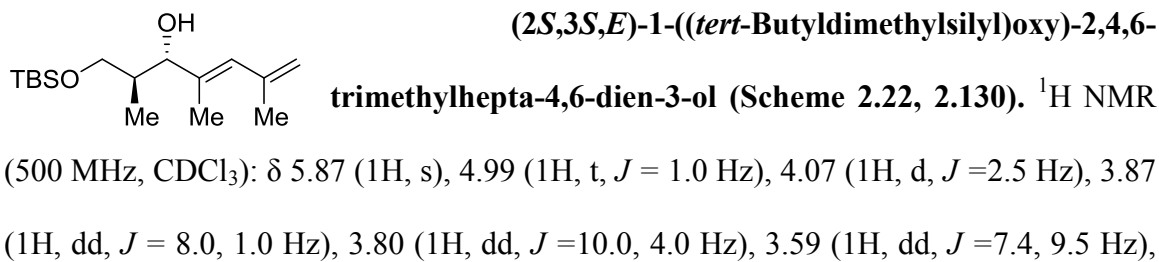 OH
TBSO
Me Me Me
(2S,3S,E)-1-((tert-Butyldimethylsilyl)oxy)-2,4,6-
trimethylhepta-4,6-dien-3-ol (Scheme 2.22, 2.130). ¹H NMR
(500 MHz, CDCl₃): δ 5.87 (1H, s), 4.99 (1H, t, J = 1.0 Hz), 4.07 (1H, d, J =2.5 Hz), 3.87
(1H, dd, J = 8.0, 1.0 Hz), 3.80 (1H, dd, J =10.0, 4.0 Hz), 3.59 (1H, dd, J =7.4, 9.5 Hz),